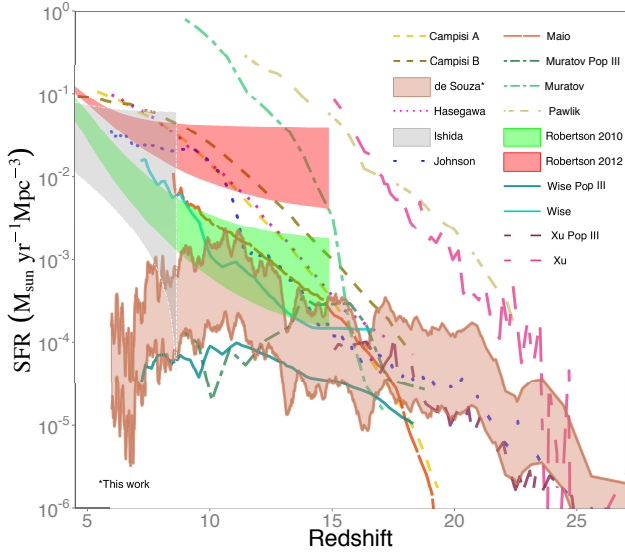 10^0
10^-1
10^-2
10^-3
10^-4
10^-5
10^-6
SFR (M_sun yr^-1 Mpc^-3)
Campisi A
Campisi B
de Souza*
Hasegawa
Ishida
Johnson
Maio
Muratov Pop III
Muratov
Pawlik
Robertson 2010
Robertson 2012
Wise Pop III
Wise
Xu Pop III
Xu
*This work
5 10 15 20 25
Redshift